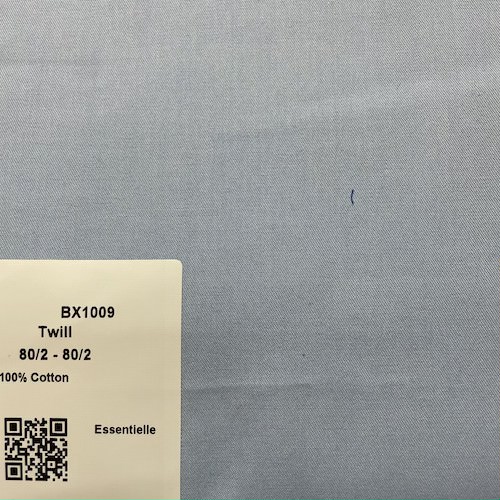 BX1009
Twill
80/2 - 80/2
100% Cotton
Essentielle